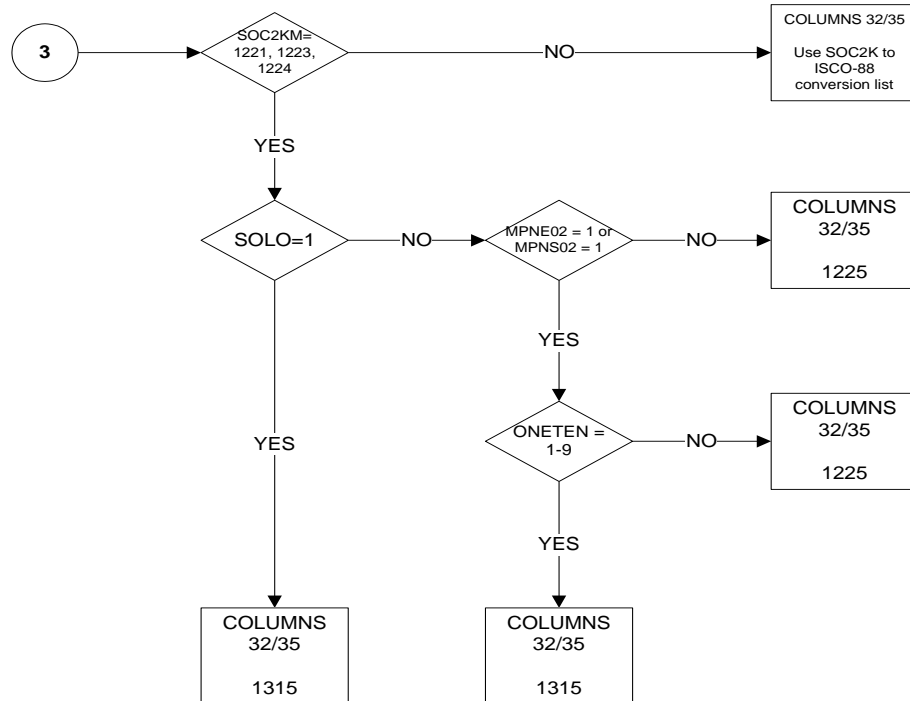 3
SOC2KM=
1221, 1223,
1224
NO
COLUMNS 32/35
Use SOC2K to
ISCO-88
conversion list
YES
SOLO=1
NO
MPNE02 = 1 or
MPNS02 = 1
NO
COLUMNS
32/35
1225
YES
YES
ONETEN =
1-9
NO
COLUMNS
32/35
1225
YES
COLUMNS
32/35
1315
COLUMNS
32/35
1315